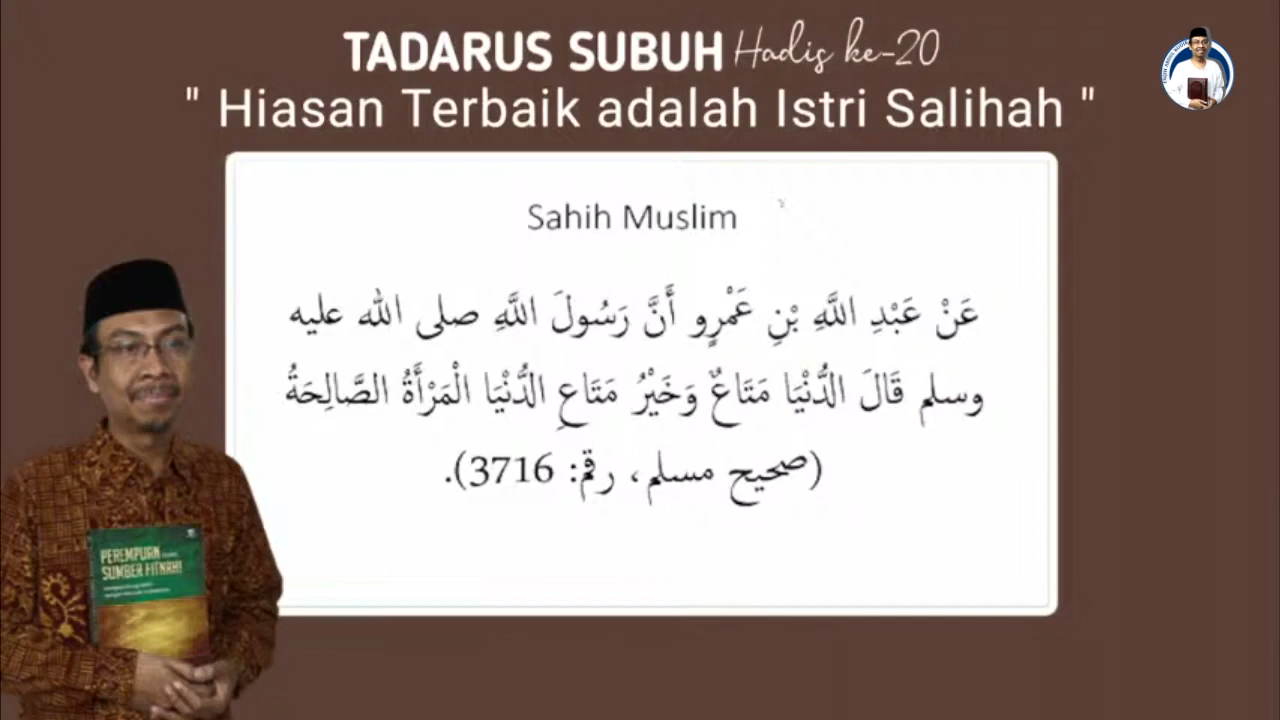 TADARUS SUBUH Hadis ke-20
" Hiasan Terbaik adalah Istri Salihah "
Sahih Muslim
عَنْ عَبْدِ اللَّهِ بْنِ عَمْرٍو أَنَّ رَسُولَ اللَّهِ صلى الله عليه
وسلم قَالَ الدُّنْيَا مَتَاعٌ وَخَيْرُ مَتَاعِ الدُّنْيَا الْمَرْأَةُ الصَّالِحَةُ
(صحيح مسلم، رقم: 3716).
PEREMPUAN
SUMBER FITNAH!